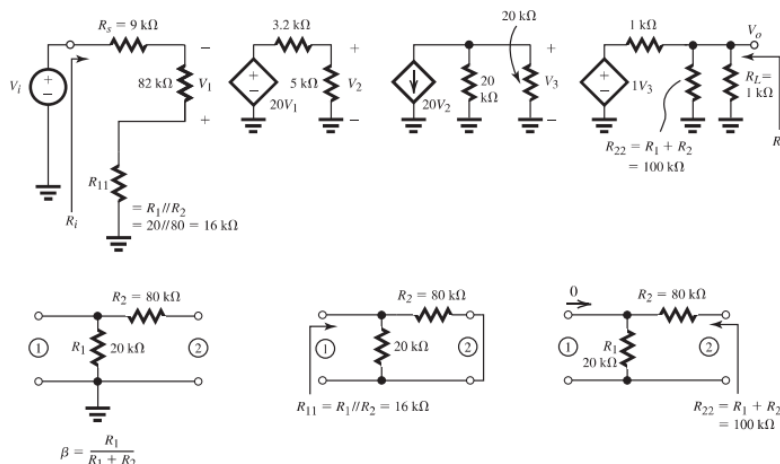 R_s = 9 kΩ
3.2 kΩ
20 kΩ
1 kΩ
V_o
V_i
+
−
82 kΩ
−
V_1
+
+
−
20V_1
5 kΩ
+
V_2
−
20V_2
20 kΩ
+
V_3
−
+
−
1V_3
R_L = 1 kΩ
R_22 = R_1 + R_2
= 100 kΩ
R
R_i
R_11
= R_1//R_2
= 20//80 = 16 kΩ
R_2 = 80 kΩ
1
R_1
20 kΩ
2
β = R_1 / R_1 + R_2
R_2 = 80 kΩ
1
20 kΩ
2
R_11 = R_1//R_2 = 16 kΩ
0
R_2 = 80 kΩ
1
R_1
20 kΩ
2
R_22 = R_1 + R_2
= 100 kΩ